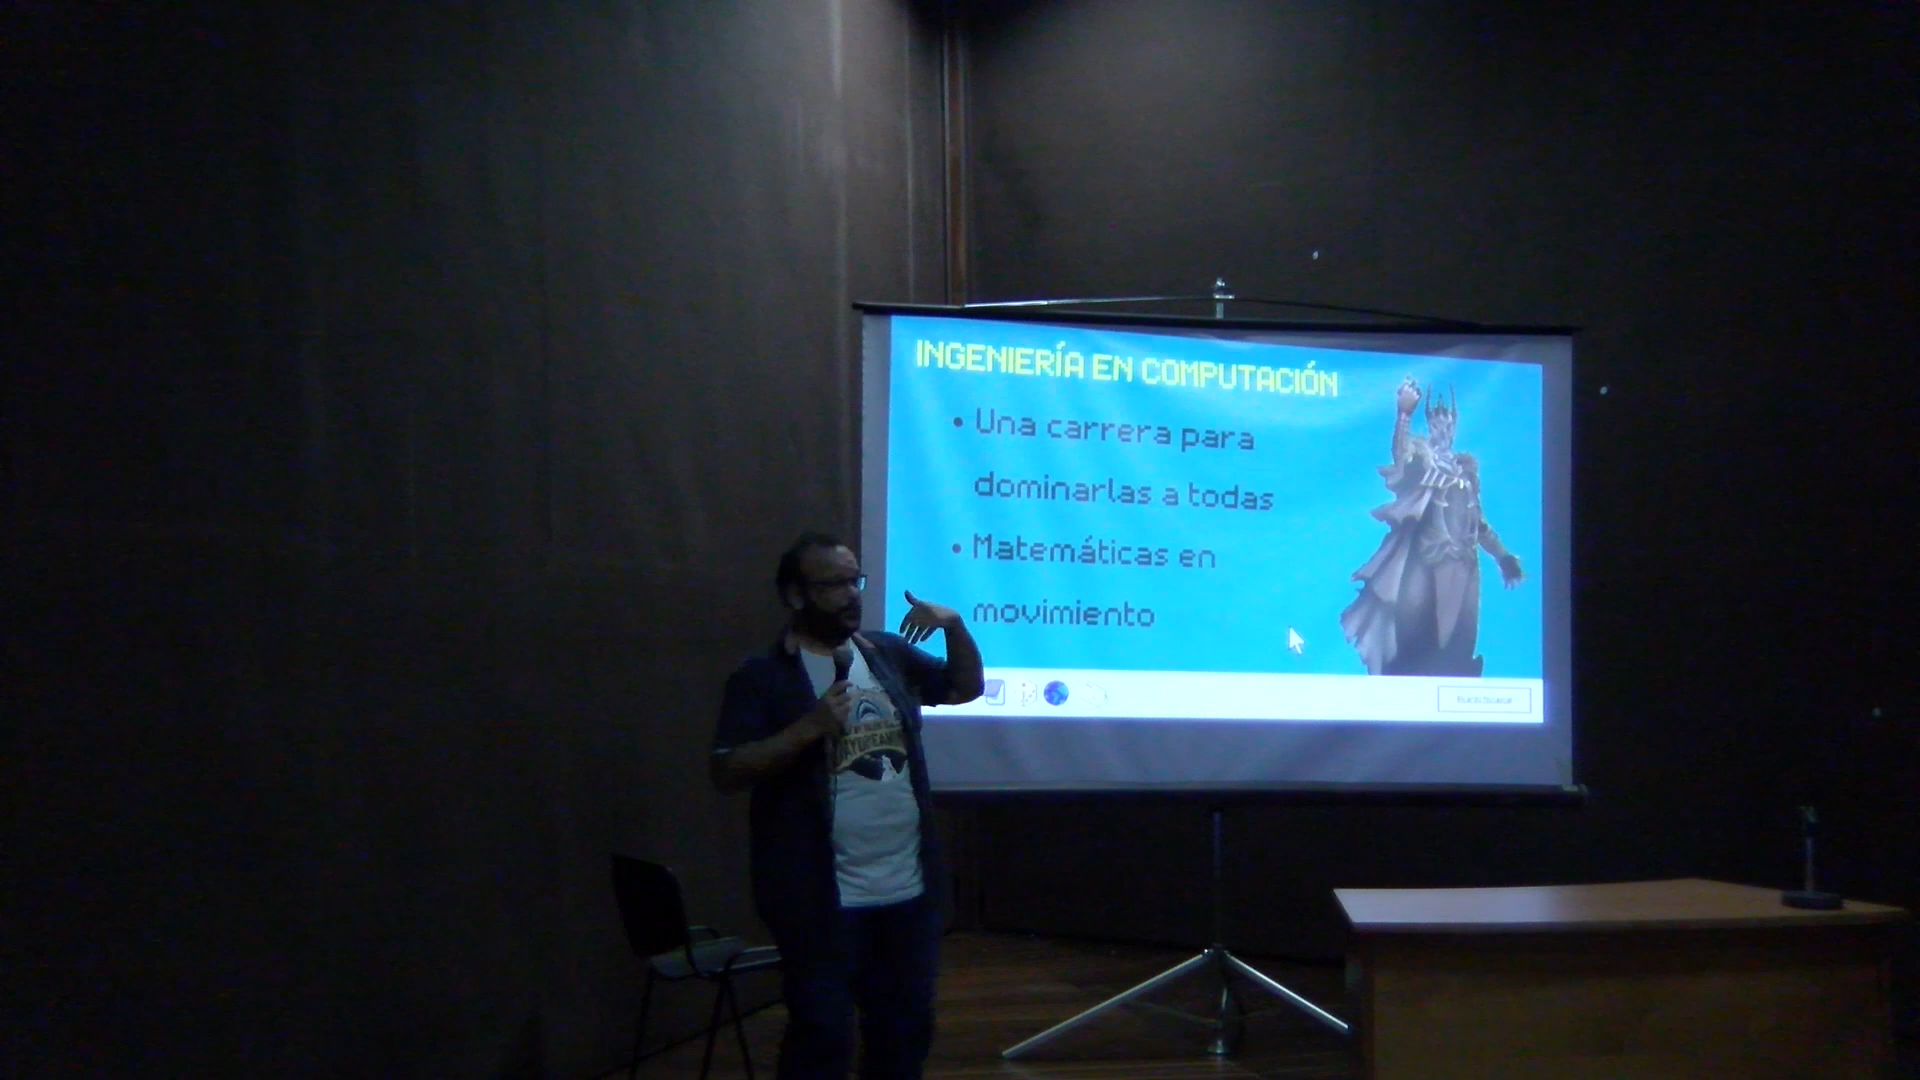 INGENIERÍA EN COMPUTACIÓN
• Una carrera para
dominarlas a todas
• Matemáticas en
movimiento